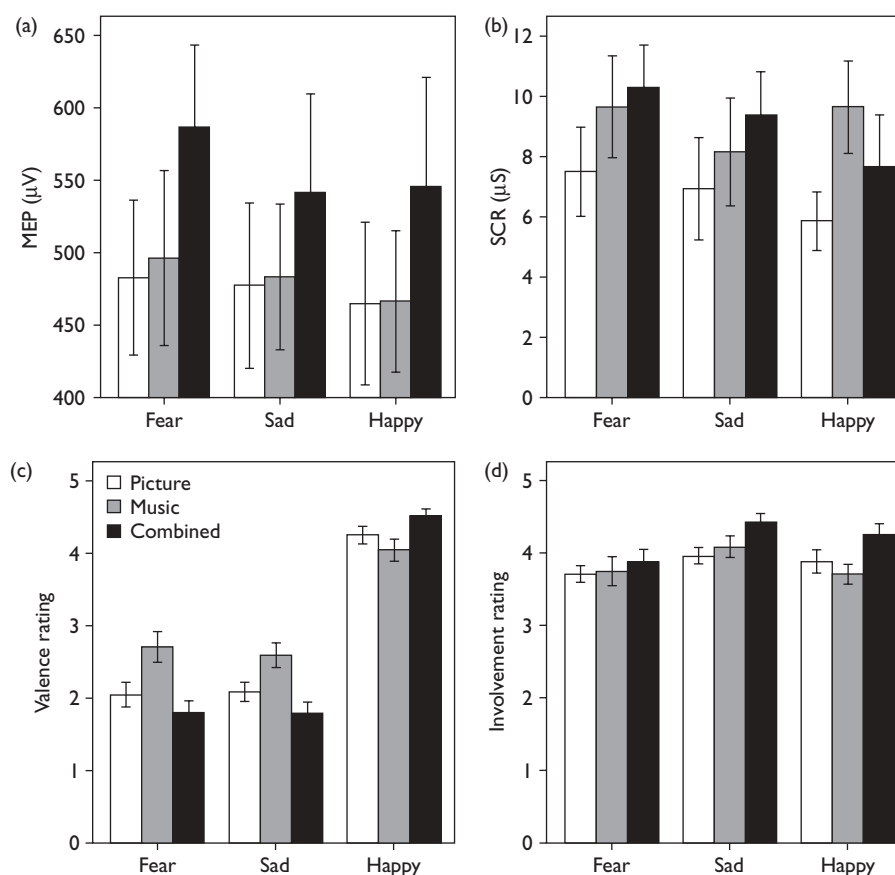 (a)
650
600
550
500
450
400
MEP (μV)
Fear Sad Happy
(b)
12
10
8
6
4
2
0
SCR (μS)
Fear Sad Happy
(c)
5
4
3
2
1
0
Valence rating
Picture
Music
Combined
Fear Sad Happy
(d)
5
4
3
2
1
0
Involvement rating
Fear Sad Happy